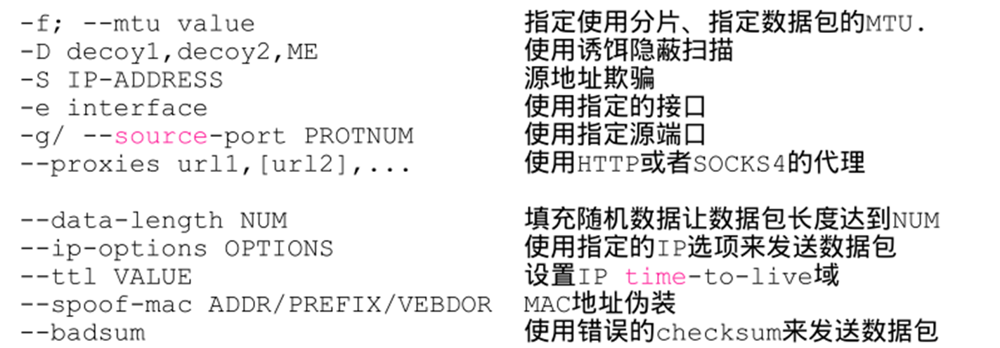 -f; --mtu value 指定使用分片、指定数据包的MTU.
-D decoy1,decoy2,ME 使用诱饵隐蔽扫描
-S IP-ADDRESS 源地址欺骗
-e interface 使用指定的接口
-g/ --source-port PROTNUM 使用指定源端口
--proxies url1,[url2],... 使用HTTP或者SOCKS4的代理
--data-length NUM 填充随机数据让数据包长度达到NUM
--ip-options OPTIONS 使用指定的IP选项来发送数据包
--ttl VALUE 设置IP time-to-live域
--spoof-mac ADDR/PREFIX/VEBDOR MAC地址伪装
--badsum 使用错误的checksum来发送数据包